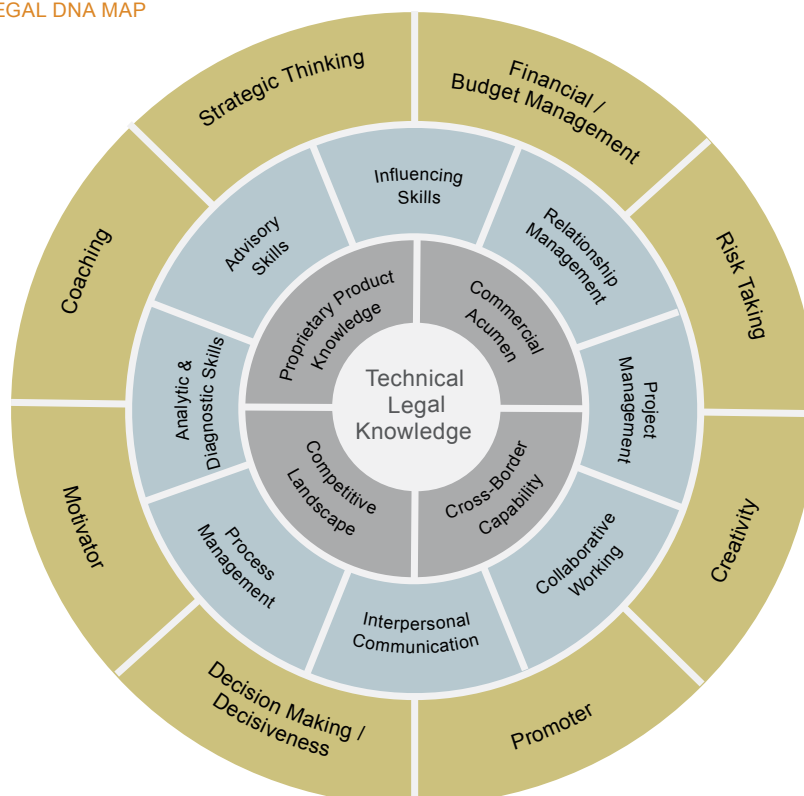 EGAL DNA MAP
Strategic Thinking
Financial /
Budget Management
Risk Taking
Creativity
Promoter
Decision Making /
Decisiveness
Motivator
Coaching
Influencing
Skills
Relationship
Management
Project
Management
Collaborative
Working
Interpersonal
Communication
Process
Management
Analytic &
Diagnostic Skills
Advisory
Skills
Proprietary Product
Knowledge
Commercial
Acumen
Cross-Border
Capability
Competitive
Landscape
Technical
Legal
Knowledge